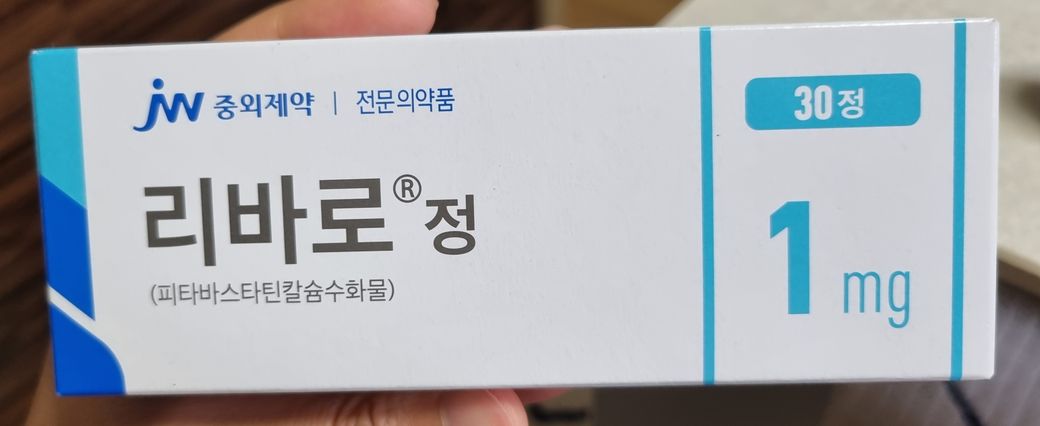 jw 중외제약 | 전문의약품
리바로®정
(피타바스타틴칼슘수화물)
30정
1 mg